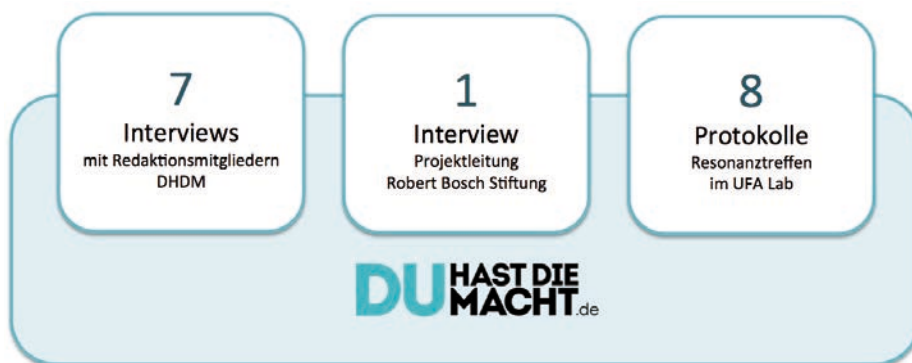 7
Interviews
mit Redaktionsmitgliedern
DHDM
1
Interview
Projektleitung
Robert Bosch Stiftung
8
Protokolle
Resonanztreffen
im UFA Lab
DU HAST DIE
MACHT.de